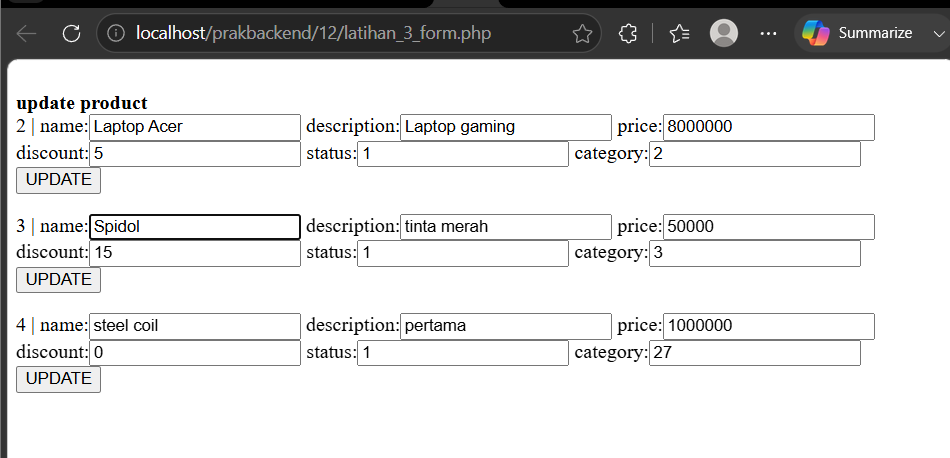 localhost/prakbackend/12/latihan_3_form.php
Summarize
update product
2 | name: Laptop Acer description: Laptop gaming price: 8000000
discount: 5 status: 1 category: 2
UPDATE
3 | name: Spidol description: tinta merah price: 50000
discount: 15 status: 1 category: 3
UPDATE
4 | name: steel coil description: pertama price: 1000000
discount: 0 status: 1 category: 27
UPDATE